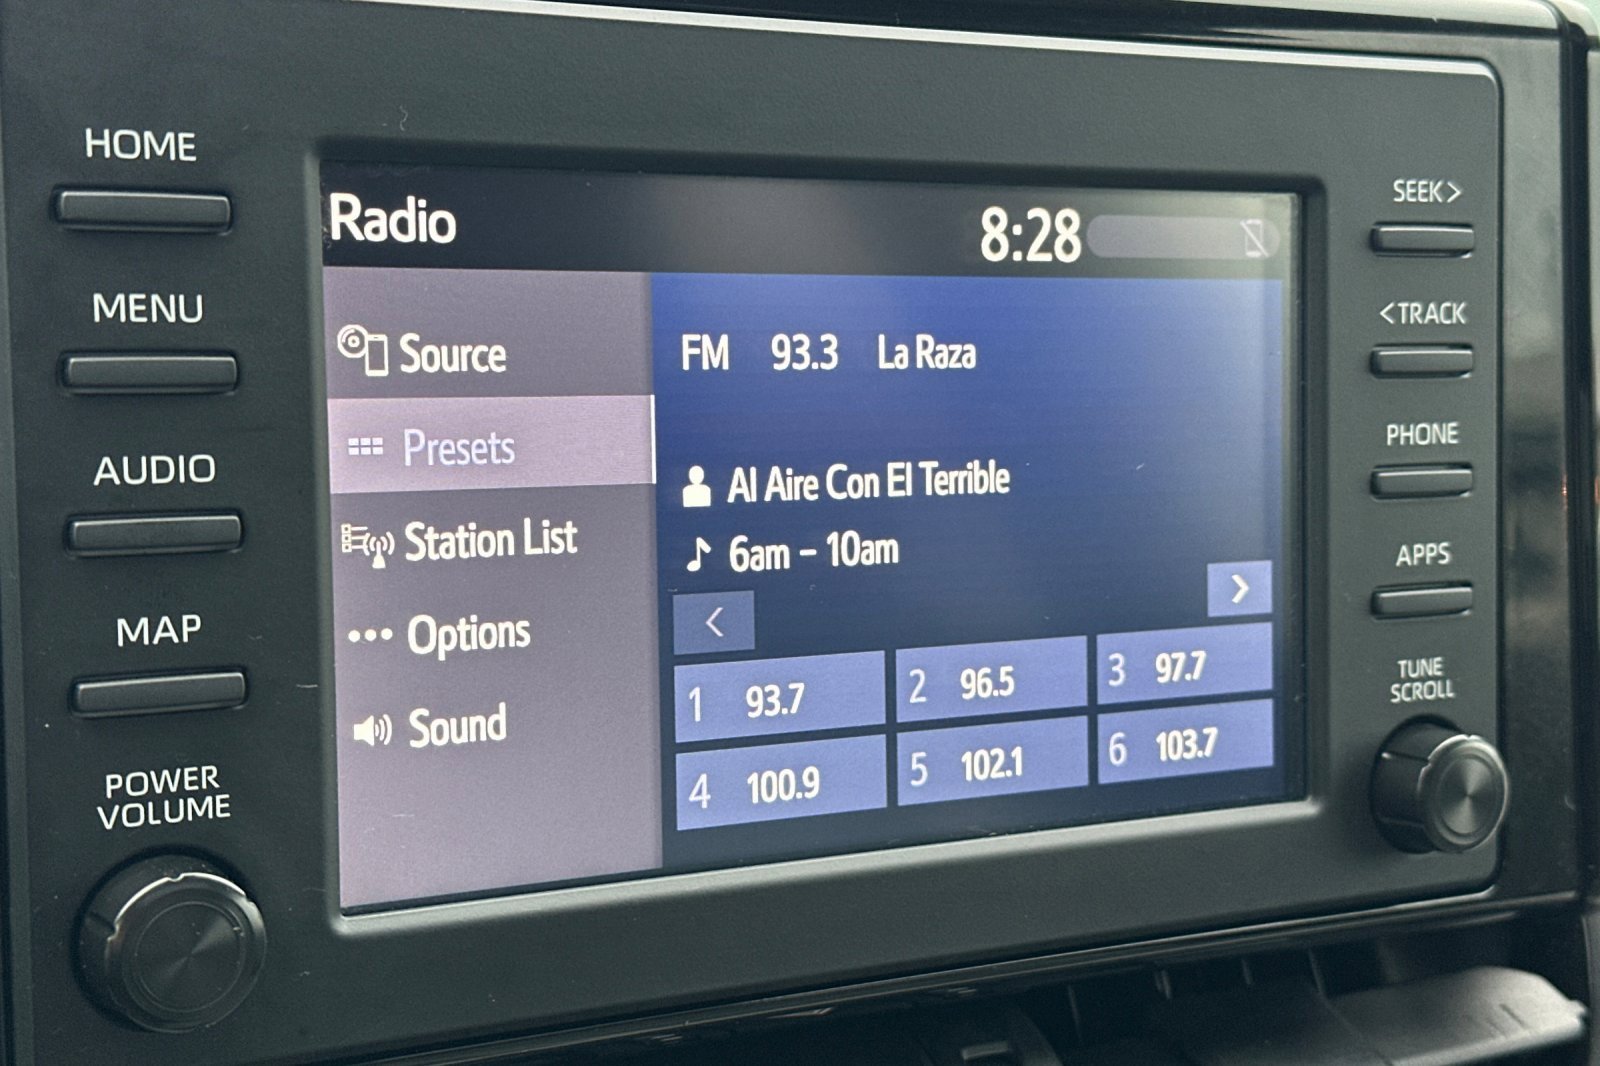 HOME
MENU
AUDIO
MAP
POWER
VOLUME
Radio
8:28
Source
Presets
Station List
Options
Sound
FM 93.3 La Raza
Al Aire Con El Terrible
6am - 10am
<
>
1 93.7
2 96.5
3 97.7
4 100.9
5 102.1
6 103.7
SEEK>
<TRACK
PHONE
APPS
TUNE
SCROLL